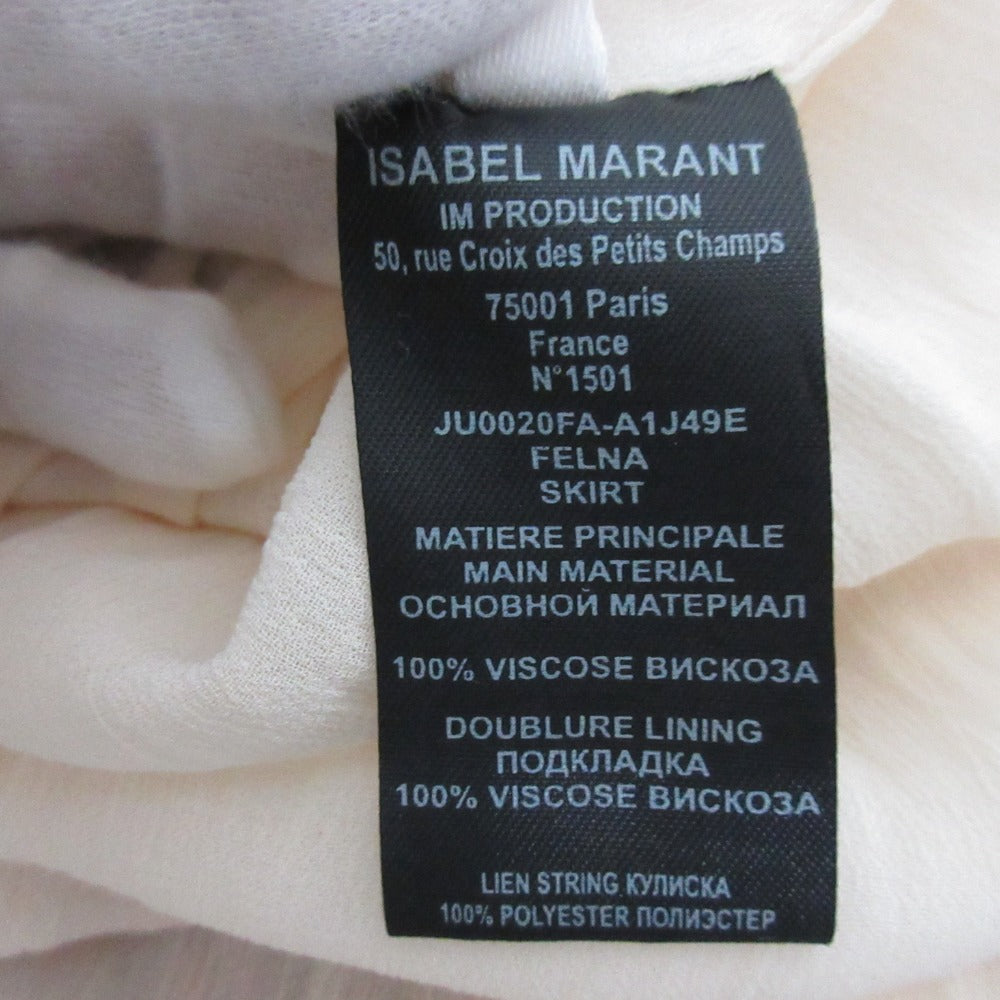 ISABEL MARANT
IM PRODUCTION
50, rue Croix des Petits Champs
75001 Paris
France
N°1501
JU0020FA-A1J49E
FELNA
SKIRT
MATIERE PRINCIPALE
MAIN MATERIAL
ОСНОВНОЙ МАТЕРИАЛ
100% VISCOSE ВИСКОЗА
DOUBLURE LINING
ПОДКЛАДКА
100% VISCOSE ВИСКОЗА
LIEN STRING КУЛИСКА
100% POLYESTER ПОЛИЭСТЕР